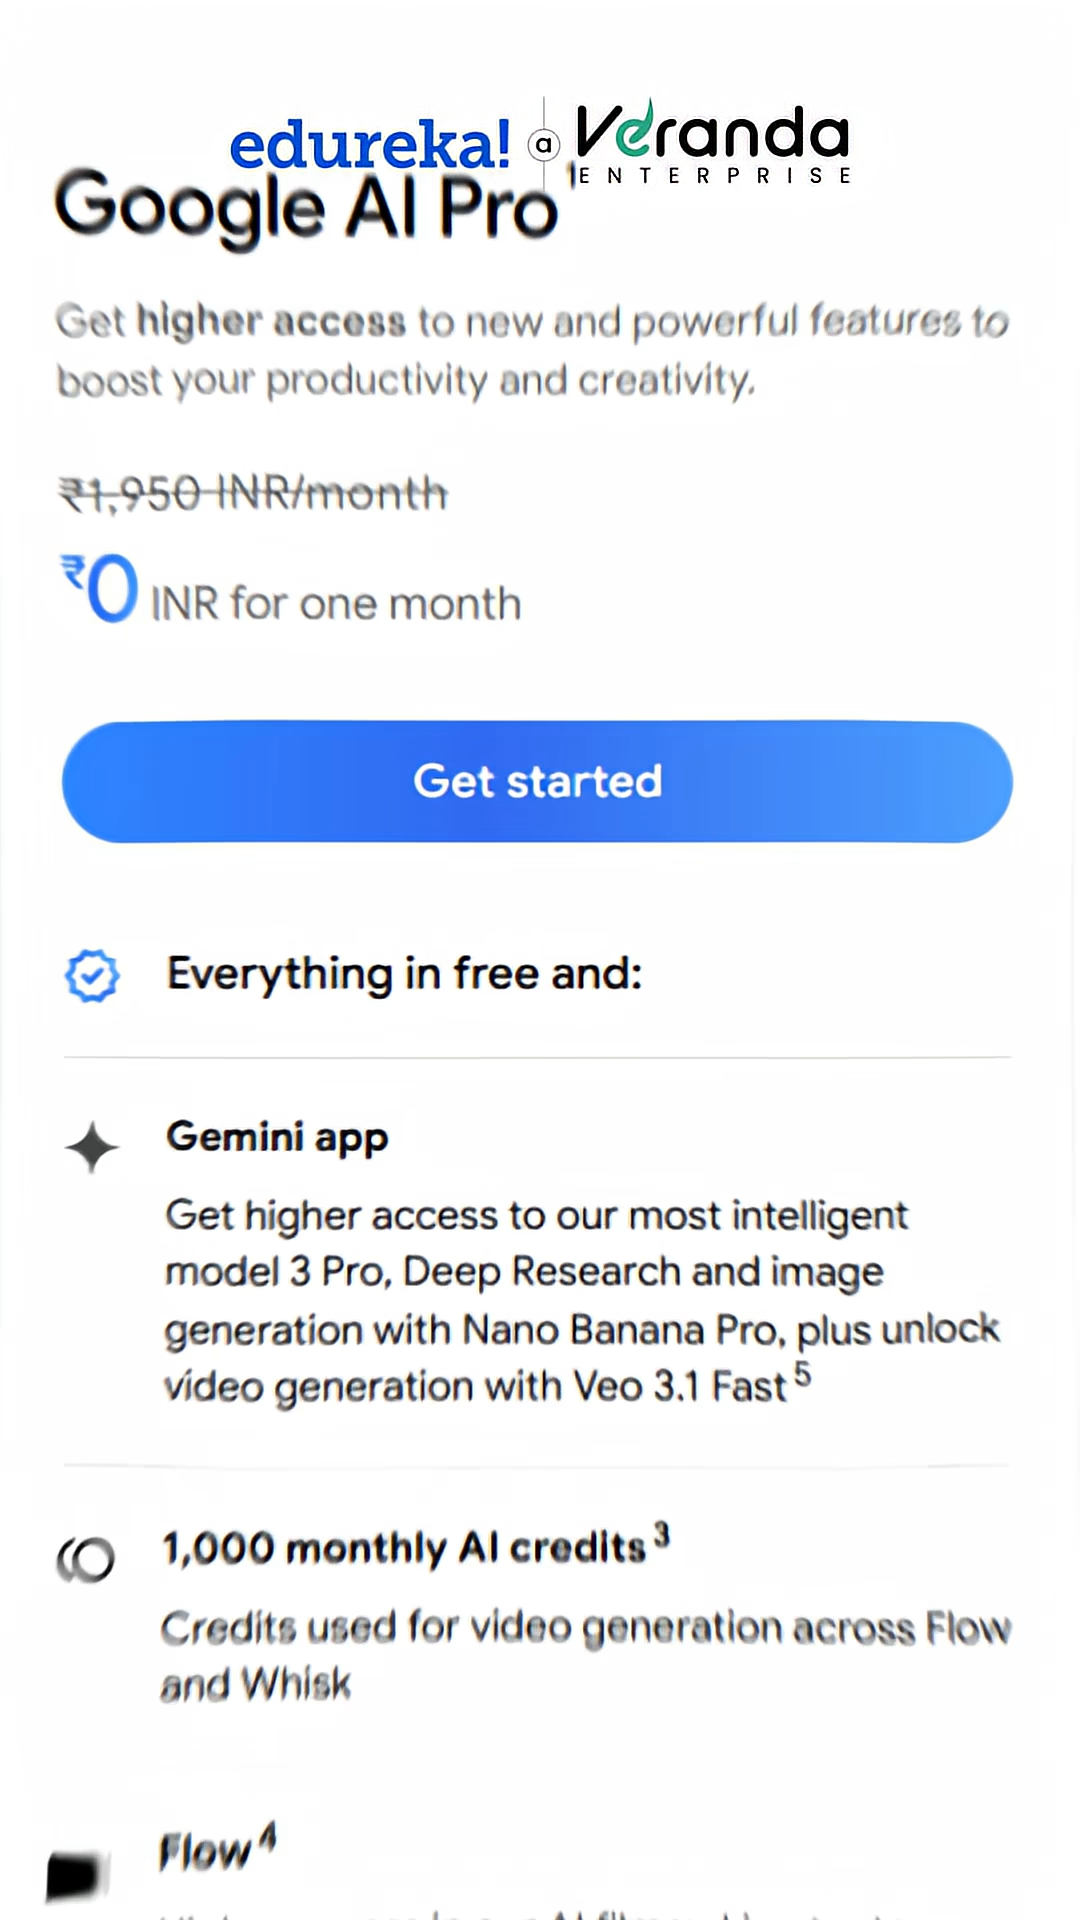 edureka! a Veranda
ENTERPRISE
Google AI Pro 1
Get higher access to new and powerful features to
boost your productivity and creativity.
₹1,950 INR/month
₹0 INR for one month
Get started
Everything in free and:
Gemini app
Get higher access to our most intelligent
model 3 Pro, Deep Research and image
generation with Nano Banana Pro, plus unlock
video generation with Veo 3.1 Fast 5
1,000 monthly AI credits 3
Credits used for video generation across Flow
and Whisk
Flow 4